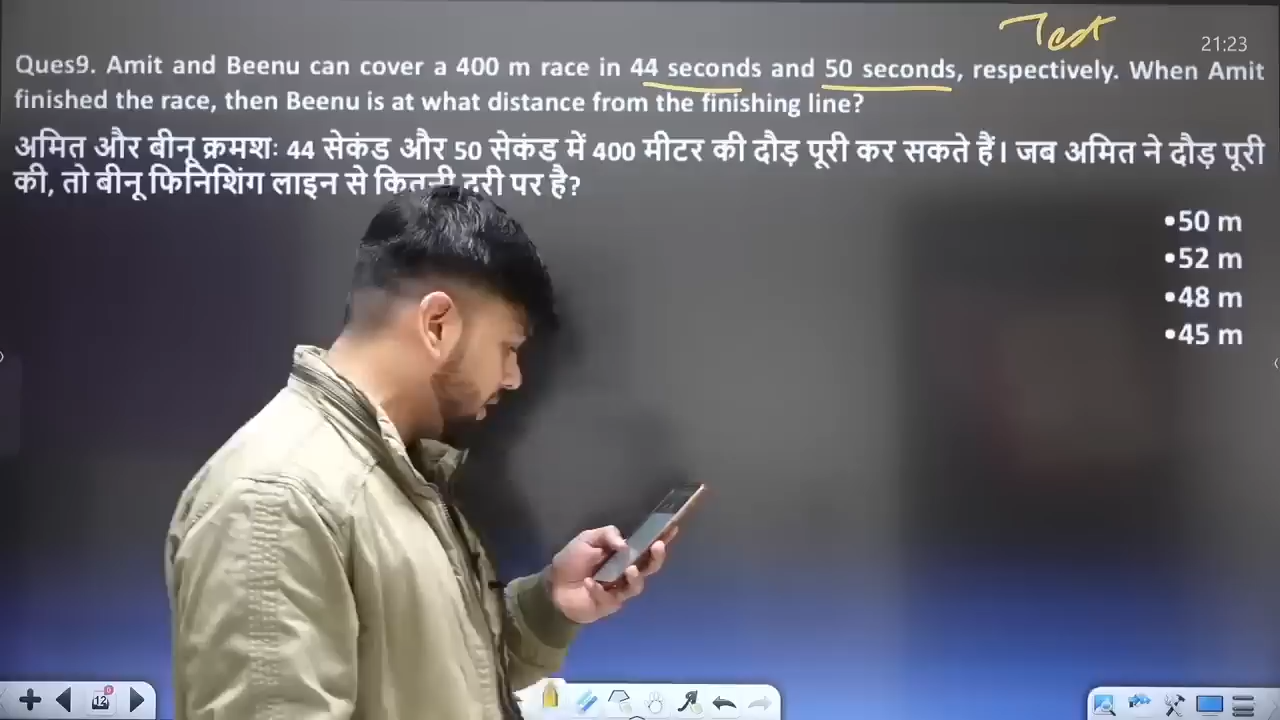 Test
21:23
Ques9. Amit and Beenu can cover a 400 m race in 44 seconds and 50 seconds, respectively. When Amit
finished the race, then Beenu is at what distance from the finishing line?
अमित और बीनू क्रमशः 44 सेकंड और 50 सेकंड में 400 मीटर की दौड़ पूरी कर सकते हैं। जब अमित ने दौड़ पूरी
की, तो बीनू फिनिशिंग लाइन से कितनी दूरी पर है?
•50 m
•52 m
•48 m
•45 m
12